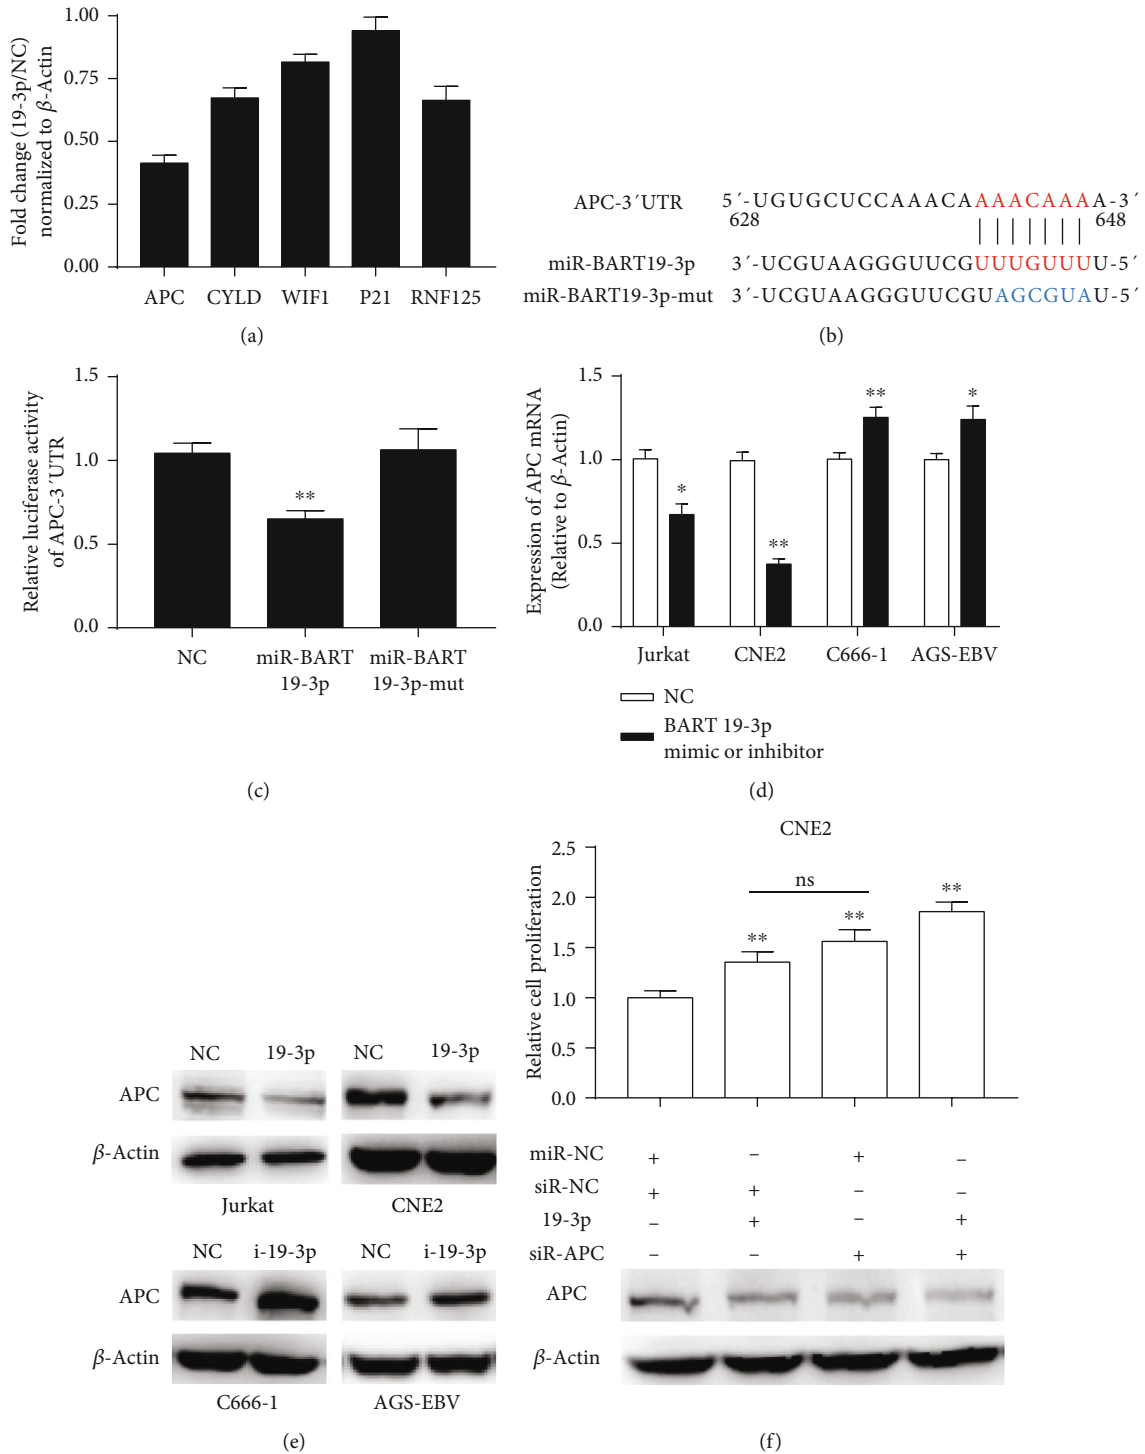 Fold change (19-3p/NC)
normalized to β-Actin
1.00
0.75
0.50
0.25
0.00
APC CYLD WIF1 P21 RNF125
(a)
APC-3´UTR 5´-UGUGCUCCAAACAAAACAAAA-3´
628 648
miR-BART19-3p 3´-UCGUAAGGGUUCGUUUGUUUU-5´
miR-BART19-3p-mut 3´-UCGUAAGGGUUCGUAGCGUAU-5´
(b)
Relative luciferase activity
of APC-3´UTR
1.5
1.0
0.5
0.0
**
NC miR-BART 19-3p miR-BART 19-3p-mut
(c)
Expression of APC mRNA
(Relative to β-Actin)
1.5
1.0
0.5
0.0
* ** ** *
Jurkat CNE2 C666-1 AGS-EBV
NC
BART 19-3p
mimic or inhibitor
(d)
NC 19-3p NC 19-3p
APC
β-Actin
Jurkat CNE2
NC i-19-3p NC i-19-3p
APC
β-Actin
C666-1 AGS-EBV
(e)
CNE2
Relative cell proliferation
2.5
2.0
1.5
1.0
0.5
0.0
ns
** ** **
miR-NC + – + –
siR-NC + + – –
19-3p – + – +
siR-APC – – + +
APC
β-Actin
(f)